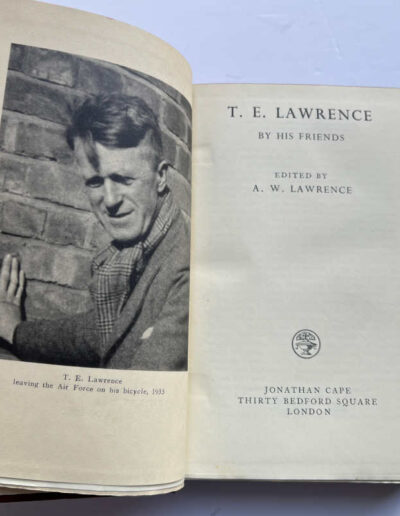 T. E. Lawrence
leaving the Air Force on his bicycle, 1935
T. E. LAWRENCE
BY HIS FRIENDS
EDITED BY
A. W. LAWRENCE
JONATHAN CAPE
THIRTY BEDFORD SQUARE
LONDON